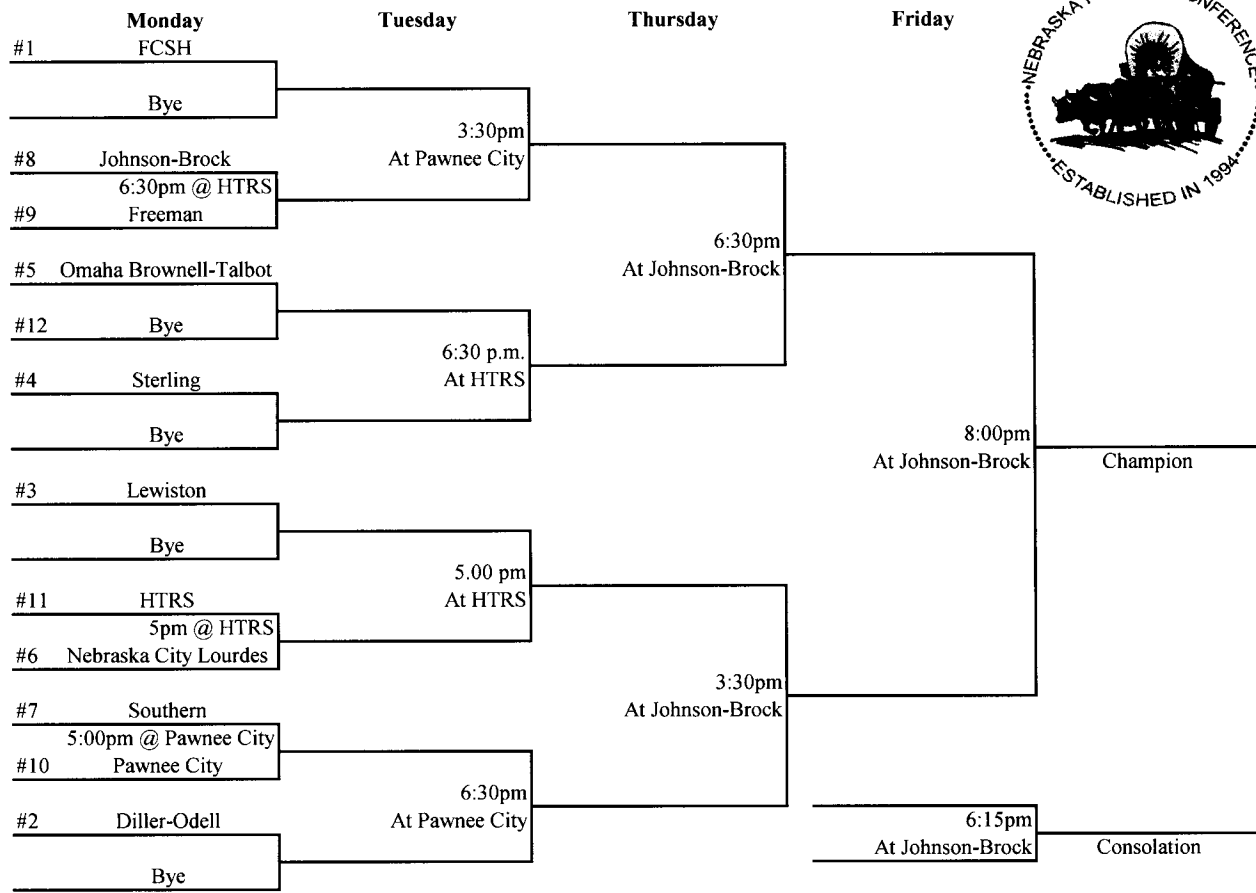 Monday Tuesday Thursday Friday
#1 FCSH
Bye
3:30pm
At Pawnee City
#8 Johnson-Brock
6:30pm @ HTRS
#9 Freeman
6:30pm
At Johnson-Brock
#5 Omaha Brownell-Talbot
#12 Bye
6:30 p.m.
At HTRS
#4 Sterling
Bye
8:00pm
At Johnson-Brock
Champion
#3 Lewiston
Bye
5.00 pm
At HTRS
#11 HTRS
5pm @ HTRS
#6 Nebraska City Lourdes
3:30pm
At Johnson-Brock
#7 Southern
5:00pm @ Pawnee City
#10 Pawnee City
6:30pm
At Pawnee City
#2 Diller-Odell
Bye
6:15pm
At Johnson-Brock
Consolation
NEBRASKA
ESTABLISHED IN 1994